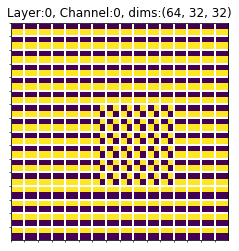 Layer:0, Channel:0, dims:(64, 32, 32)